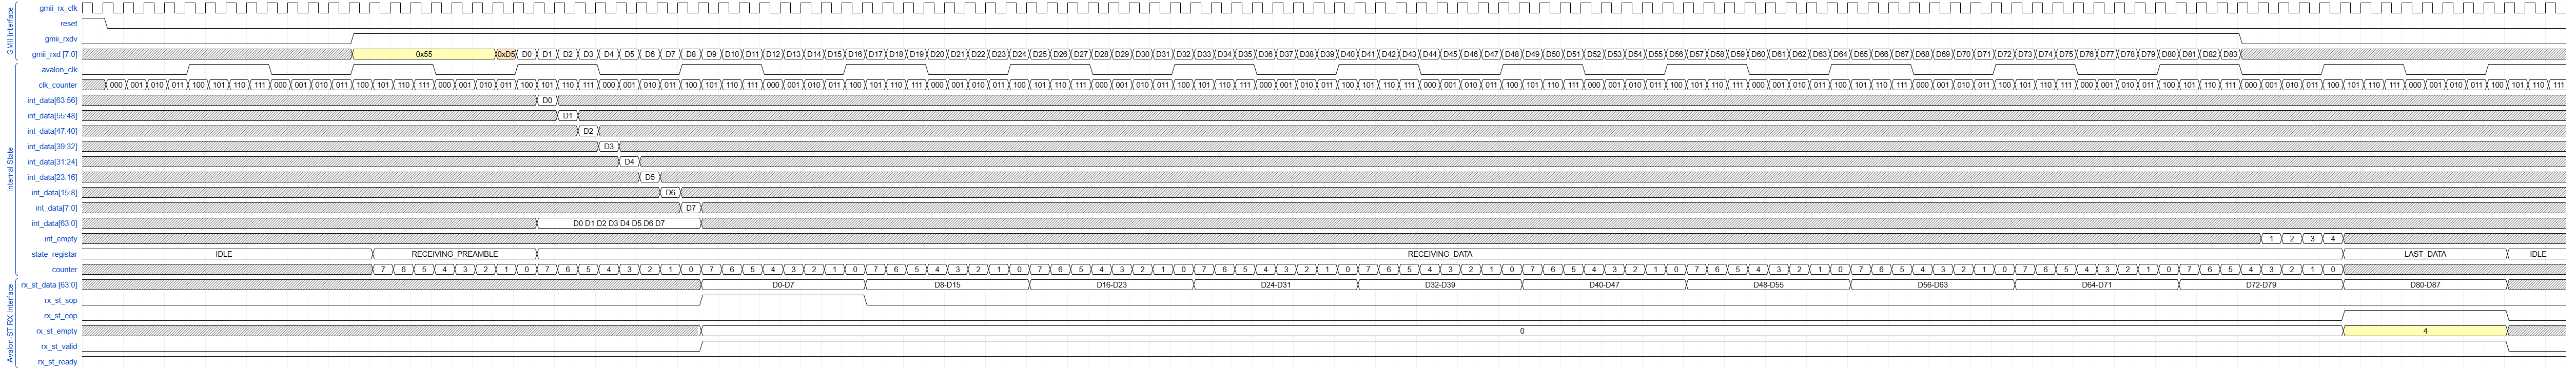 GMII Interface
gmii_rx_clk
reset
gmii_rxdv
gmii_rxd [7:0] 0x55 0xD5 D0 D1 D2 D3 D4 D5 D6 D7 D8 D9 D10 D11 D12 D13 D14 D15 D16 D17 D18 D19 D20 D21 D22 D23 D24 D25 D26 D27 D28 D29 D30 D31 D32 D33 D34 D35 D36 D37 D38 D39 D40 D41 D42 D43 D44 D45 D46 D47 D48 D49 D50 D51 D52 D53 D54 D55 D56 D57 D58 D59 D60 D61 D62 D63 D64 D65 D66 D67 D68 D69 D70 D71 D72 D73 D74 D75 D76 D77 D78 D79 D80 D81 D82 D83
Internal State
avalon_clk
clk_counter 000 001 010 011 100 101 110 111 000 001 010 011 100 101 110 111 000 001 010 011 100 101 110 111 000 001 010 011 100 101 110 111 000 001 010 011 100 101 110 111 000 001 010 011 100 101 110 111 000 001 010 011 100 101 110 111 000 001 010 011 100 101 110 111 000 001 010 011 100 101 110 111 000 001 010 011 100 101 110 111 000 001 010 011 100 101 110 111 000 001 010 011 100 101 110 111 000 001 010 011 100 101 110 111 000 001 010 011 100 101 110 111 000 001 010 011 100 101 110 111
int_data[63:56] D0
int_data[55:48] D1
int_data[47:40] D2
int_data[39:32] D3
int_data[31:24] D4
int_data[23:16] D5
int_data[15:8] D6
int_data[7:0] D7
int_data[63:0] D0 D1 D2 D3 D4 D5 D6 D7
int_empty 1 2 3 4
state_registar IDLE RECEIVING_PREAMBLE RECEIVING_DATA LAST_DATA IDLE
counter 7 6 5 4 3 2 1 0 7 6 5 4 3 2 1 0 7 6 5 4 3 2 1 0 7 6 5 4 3 2 1 0 7 6 5 4 3 2 1 0 7 6 5 4 3 2 1 0 7 6 5 4 3 2 1 0 7 6 5 4 3 2 1 0 7 6 5 4 3 2 1 0 7 6 5 4 3 2 1 0 7 6 5 4 3 2 1 0 7 6 5 4 3 2 1 0
Avalon-ST RX Interface
rx_st_data [63:0] D0-D7 D8-D15 D16-D23 D24-D31 D32-D39 D40-D47 D48-D55 D56-D63 D64-D71 D72-D79 D80-D87
rx_st_sop
rx_st_eop
rx_st_empty 0 4
rx_st_valid
rx_st_ready